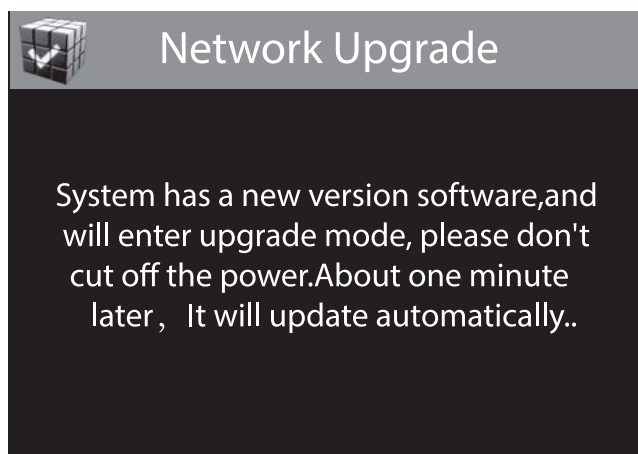 Network Upgrade
System has a new version software,and
will enter upgrade mode, please don't
cut off the power.About one minute
later，It will update automatically..